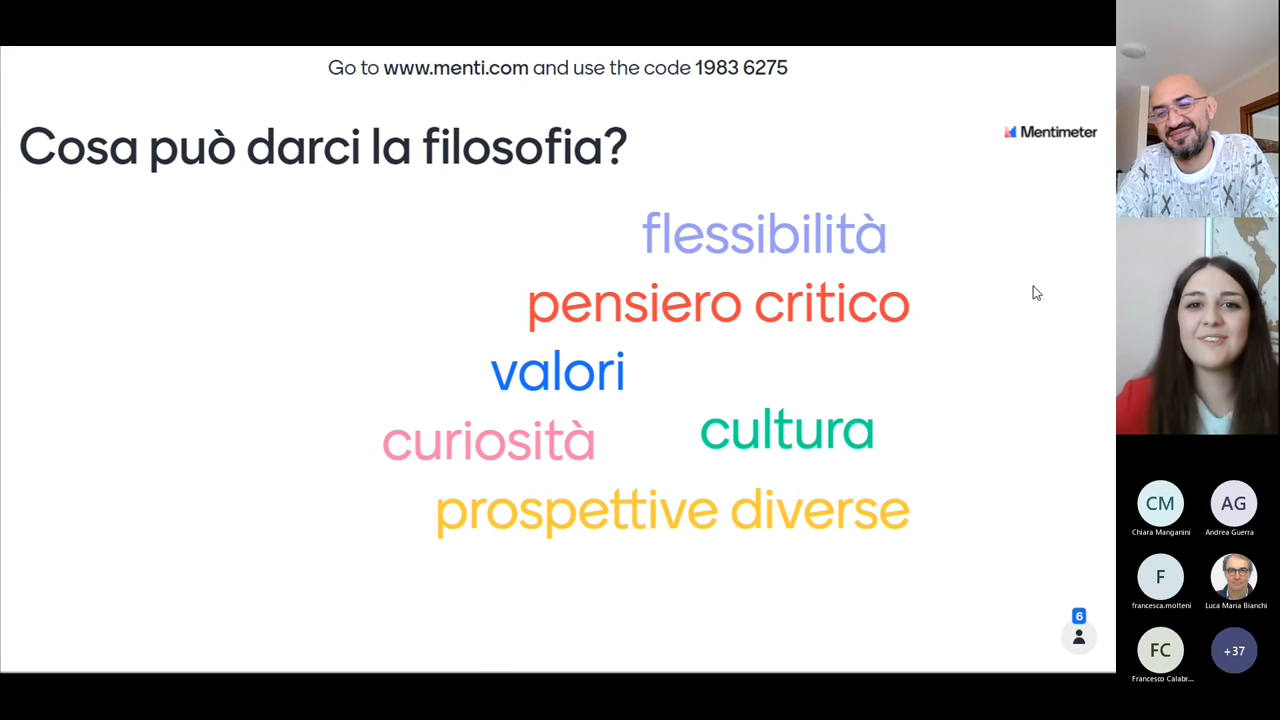 Go to www.menti.com and use the code 1983 6275
Cosa può darci la filosofia?
Mentimeter
flessibilità
pensiero critico
valori
curiosità
cultura
prospettive diverse
6
CM
AG
Chiara Manganini
Andrea Guerra
F
francesca.molteni
Luca Maria Bianchi
FC
+37
Francesco Calabr...